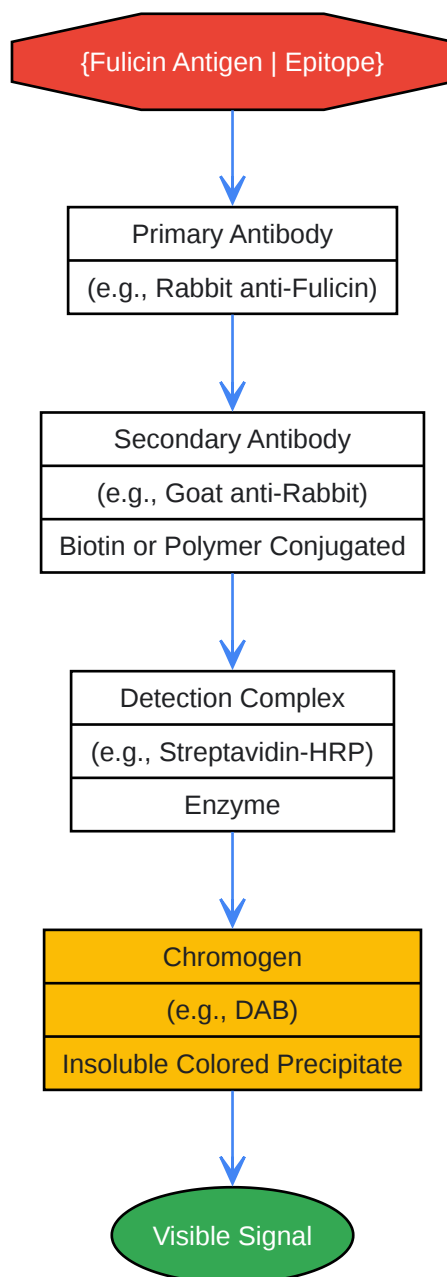 {Fulicin Antigen | Epitope}
Primary Antibody
(e.g., Rabbit anti-Fulicin)
Secondary Antibody
(e.g., Goat anti-Rabbit)
Biotin or Polymer Conjugated
Detection Complex
(e.g., Streptavidin-HRP)
Enzyme
Chromogen
(e.g., DAB)
Insoluble Colored Precipitate
Visible Signal